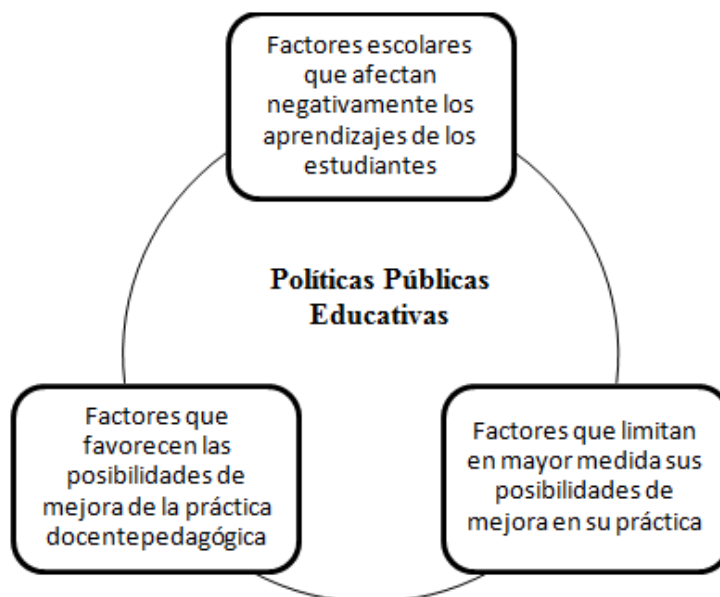 Factores escolares
que afectan
negativamente los
aprendizajes de los
estudiantes
Políticas Públicas
Educativas
Factores que
favorecen las
posibilidades de
mejora de la práctica
docentepedagógica
Factores que limitan
en mayor medida sus
posibilidades de
mejora en su práctica